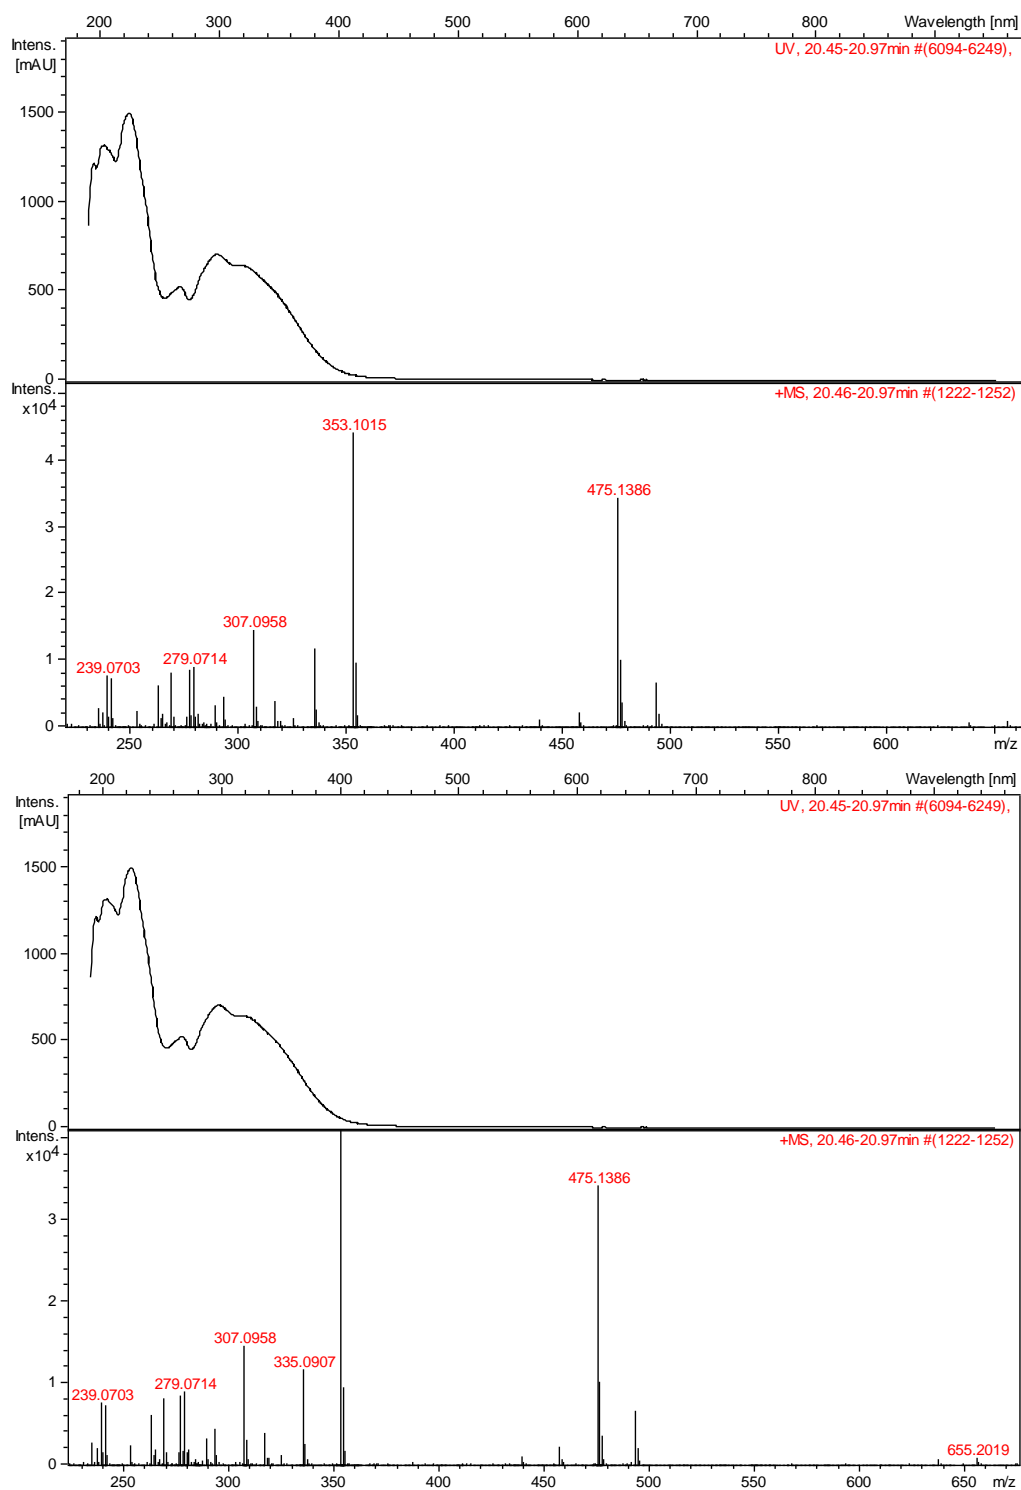 200 300 400 500 600 700 800 Wavelength [nm]
Intens.
[mAU]
UV, 20.45-20.97min #(6094-6249),
1500
1000
500
0
Intens.
x10^4
+MS, 20.46-20.97min #(1222-1252)
353.1015
4
475.1386
3
2
307.0958
1
239.0703
279.0714
0
250 300 350 400 450 500 550 600 m/z
200 300 400 500 600 700 800 Wavelength [nm]
Intens.
[mAU]
UV, 20.45-20.97min #(6094-6249),
1500
1000
500
0
Intens.
x10^4
+MS, 20.46-20.97min #(1222-1252)
475.1386
3
2
307.0958
335.0907
1
239.0703
279.0714
655.2019
0
250 300 350 400 450 500 550 600 650 m/z